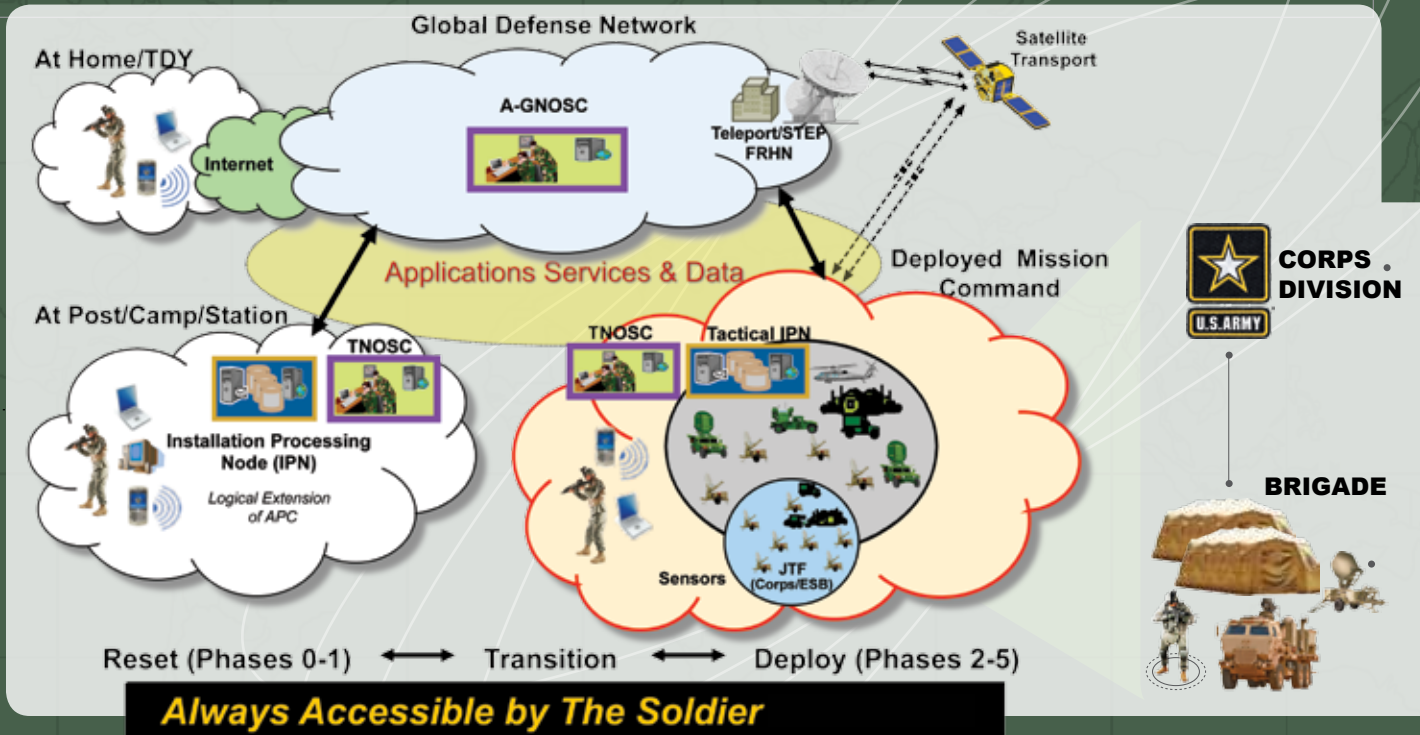 Global Defense Network
At Home/TDY
Satellite
Transport
A-GNOSC
Teleport/STEP
FRHN
Internet
Applications Services & Data
Deployed Mission
Command
At Post/Camp/Station
TNOSC
Installation Processing
Node (IPN)
Logical Extension
of APC
TNOSC
Tactical IPN
Sensors
JTF
(Corps/ESB)
CORPS
DIVISION
U.S.ARMY
BRIGADE
Reset (Phases 0-1)
Transition
Deploy (Phases 2-5)
Always Accessible by The Soldier